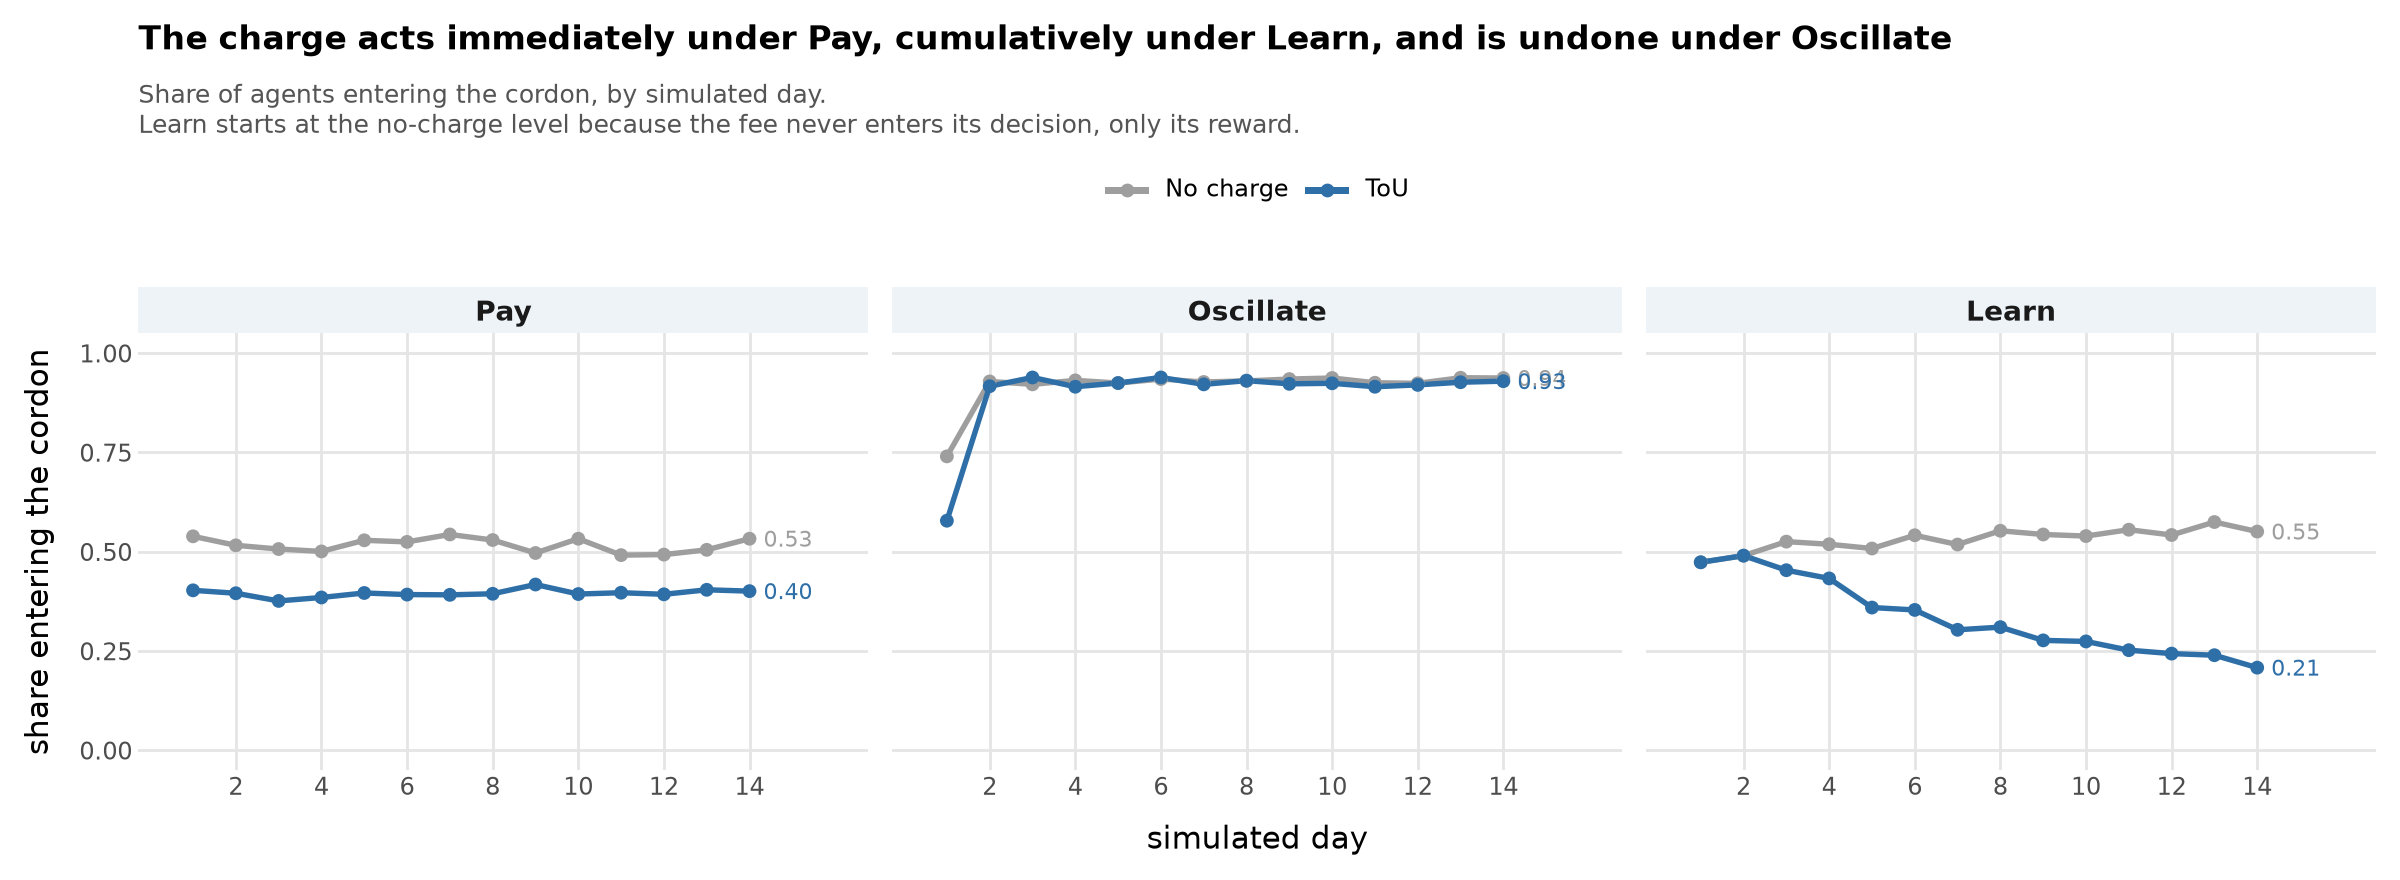 The charge acts immediately under Pay, cumulatively under Learn, and is undone under Oscillate
Share of agents entering the cordon, by simulated day.
Learn starts at the no-charge level because the fee never enters its decision, only its reward.
No charge ToU
Pay Oscillate Learn
share entering the cordon
1.00
0.75
0.50
0.25
0.00
0.53
0.40
0.94
0.93
0.55
0.21
2 4 6 8 10 12 14 2 4 6 8 10 12 14 2 4 6 8 10 12 14
simulated day